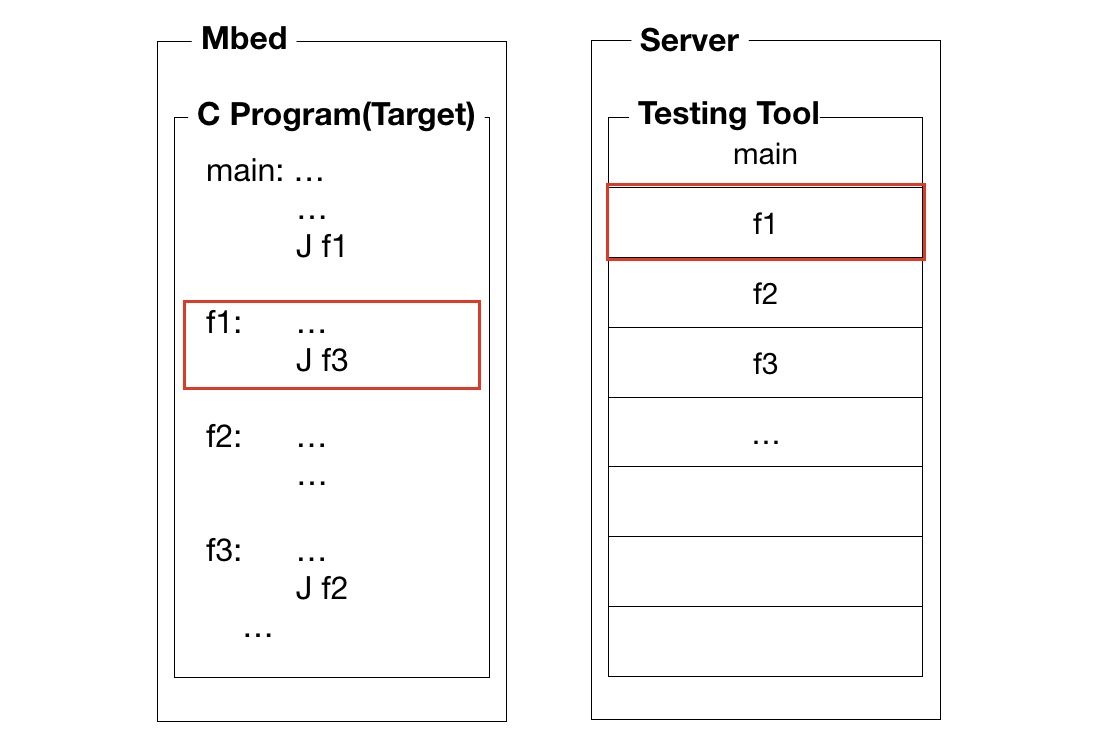 Mbed
C Program(Target)
main: ...
...
J f1
f1: ...
J f3
f2: ...
...
f3: ...
J f2
...
Server
Testing Tool
main
f1
f2
f3
...